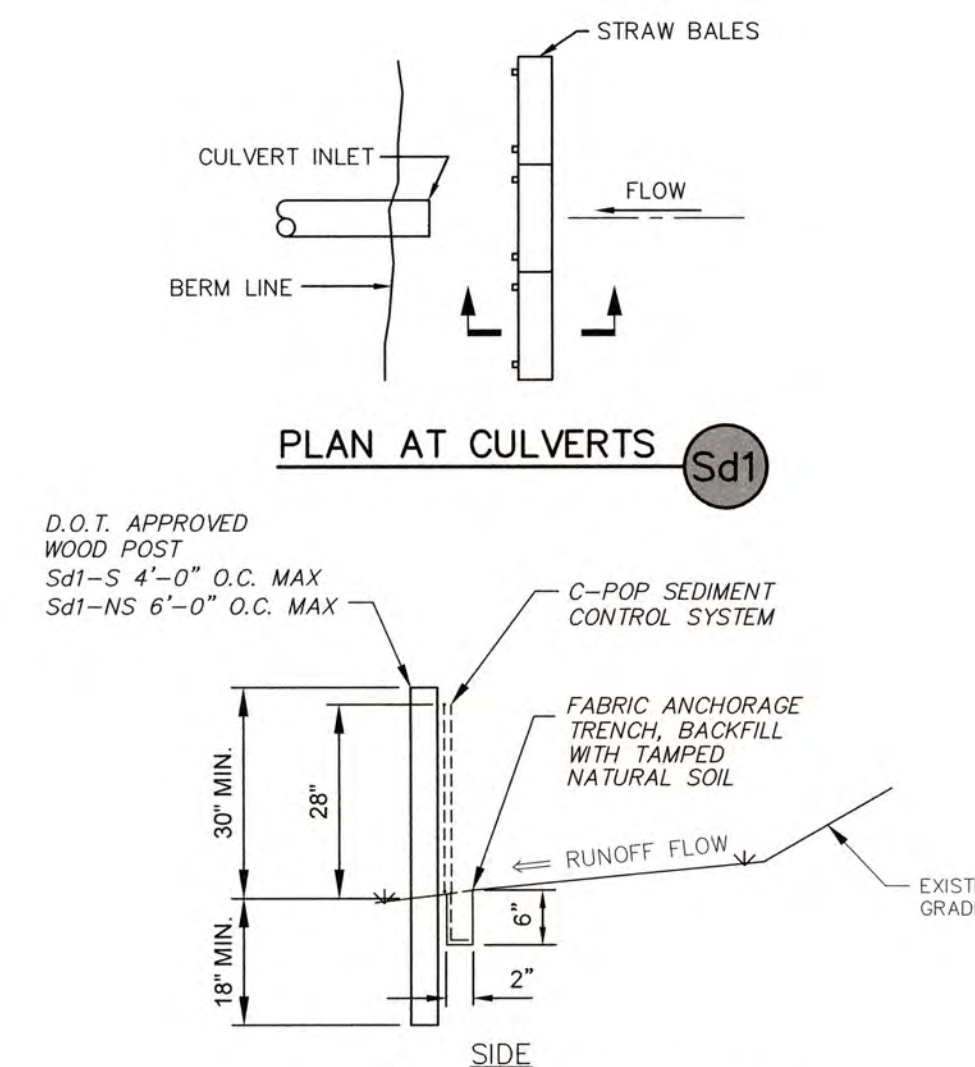 STRAW BALES
CULVERT INLET
FLOW
BERM LINE
PLAN AT CULVERTS
Sd1
D.O.T. APPROVED
WOOD POST
Sd1-S 4'-0" O.C. MAX
Sd1-NS 6'-0" O.C. MAX
C-POP SEDIMENT
CONTROL SYSTEM
FABRIC ANCHORAGE
TRENCH, BACKFILL
WITH TAMPED
NATURAL SOIL
30" MIN.
28"
RUNOFF FLOW
6"
18" MIN.
2"
SIDE